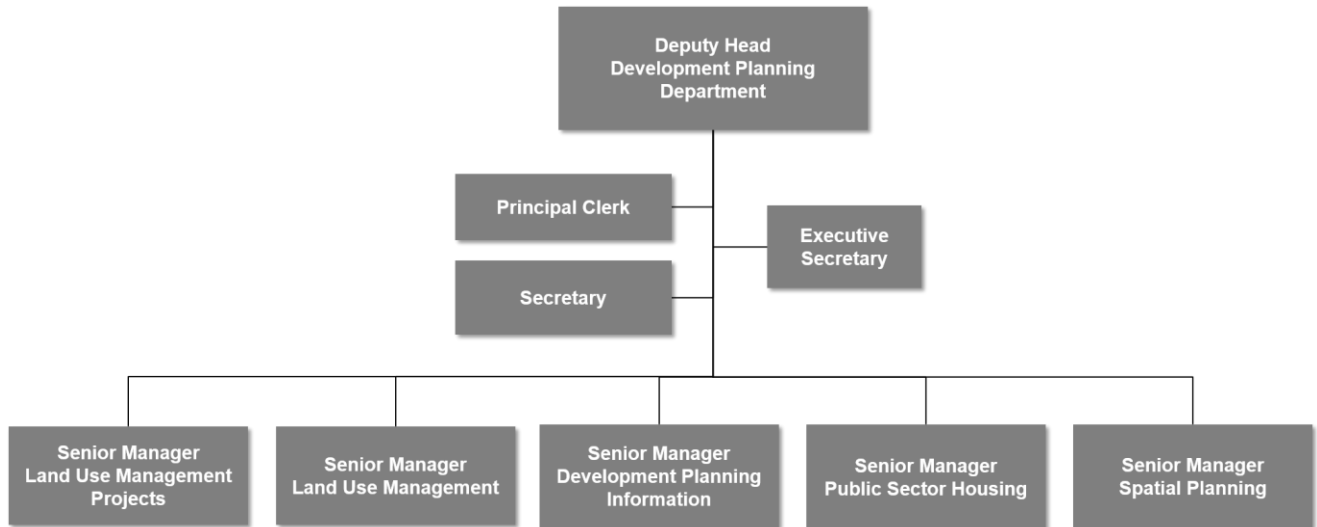 Deputy Head
Development Planning
Department
Principal Clerk
Executive
Secretary
Secretary
Senior Manager
Land Use Management
Projects
Senior Manager
Land Use Management
Senior Manager
Development Planning
Information
Senior Manager
Public Sector Housing
Senior Manager
Spatial Planning